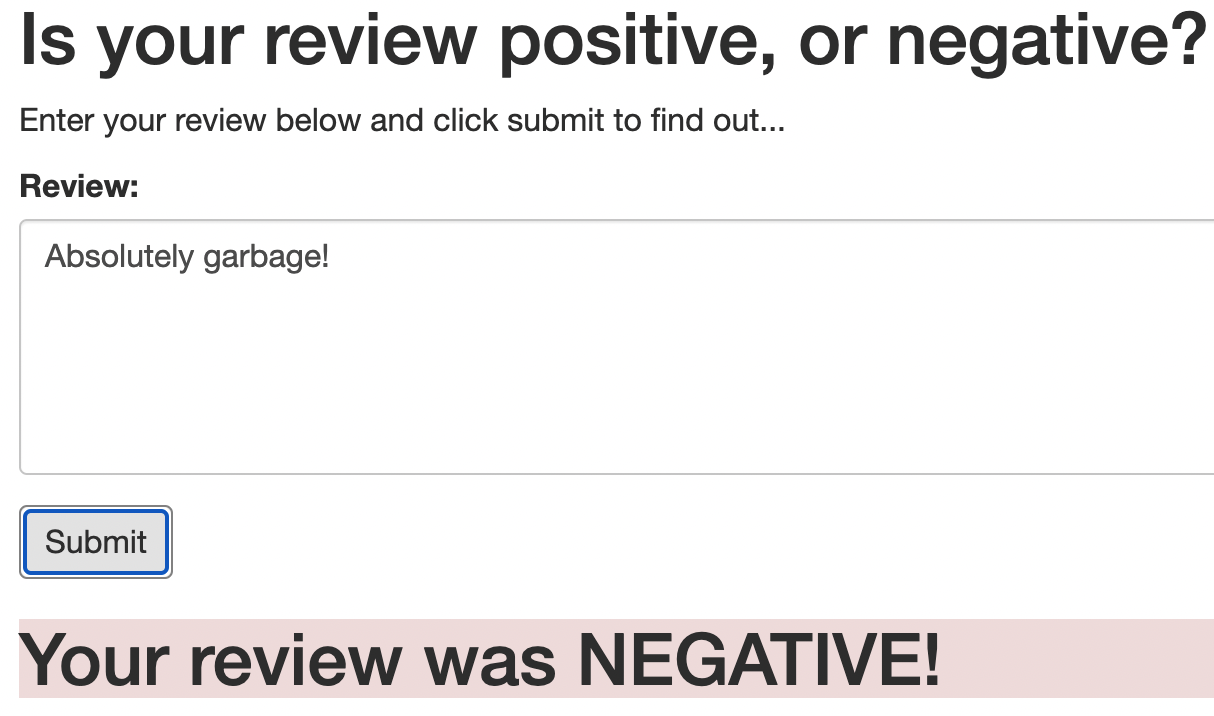 Is your review positive, or negative?
Enter your review below and click submit to find out...
Review:
Absolutely garbage!
Submit
Your review was NEGATIVE!